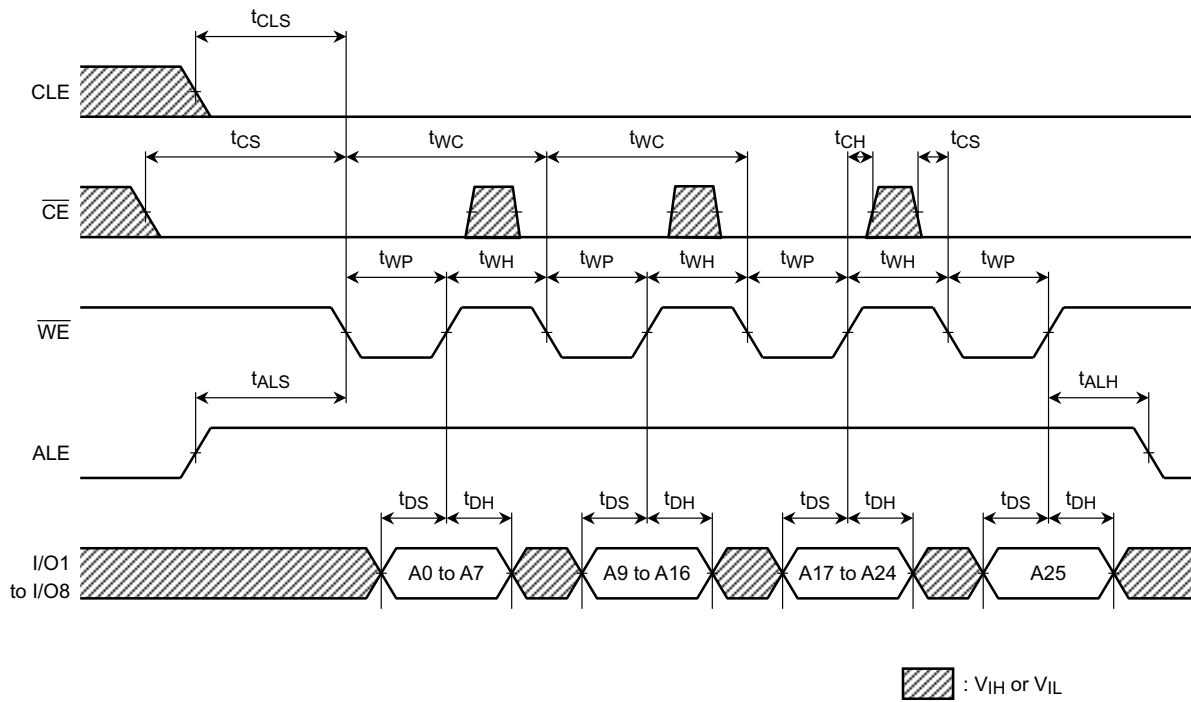 tCLS
CLE
tCS tWC tWC tCH tCS
CE
tWP tWH tWP tWH tWP tWH tWP
WE
tALS tALH
ALE
tDS tDH tDS tDH tDS tDH tDS tDH
I/O1
to I/O8
A0 to A7 A9 to A16 A17 to A24 A25
: VIH or VIL